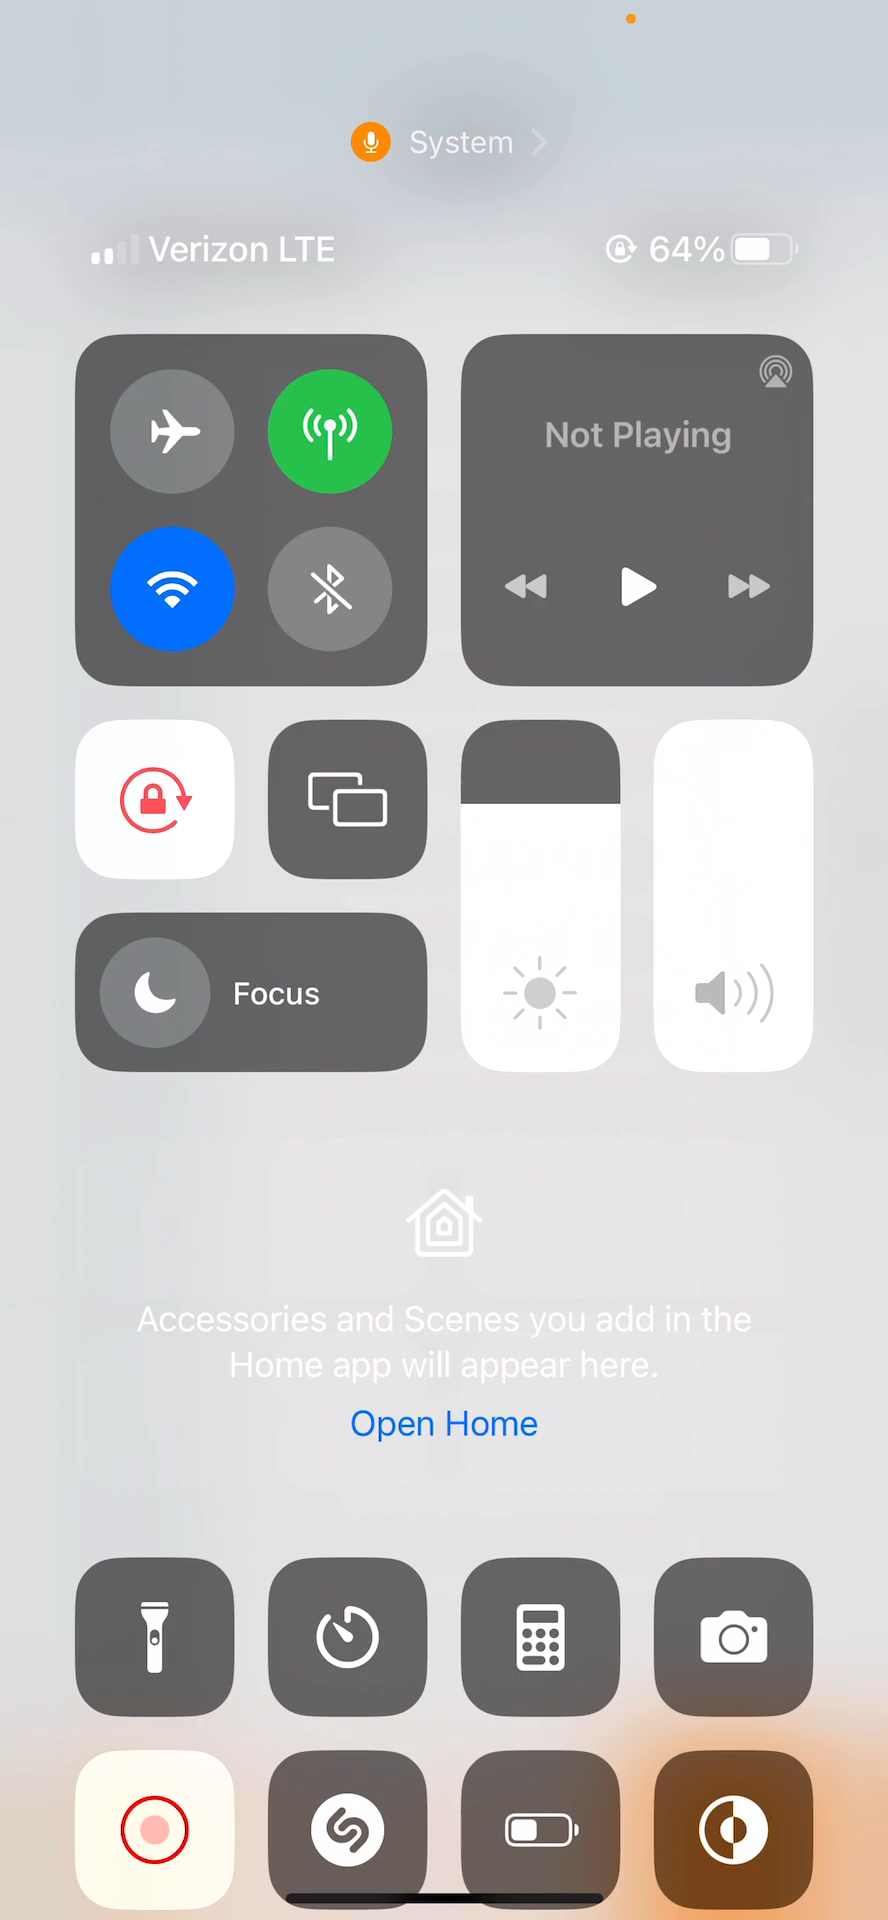 System
Verizon LTE
64%
Not Playing
Focus
Accessories and Scenes you add in the
Home app will appear here.
Open Home